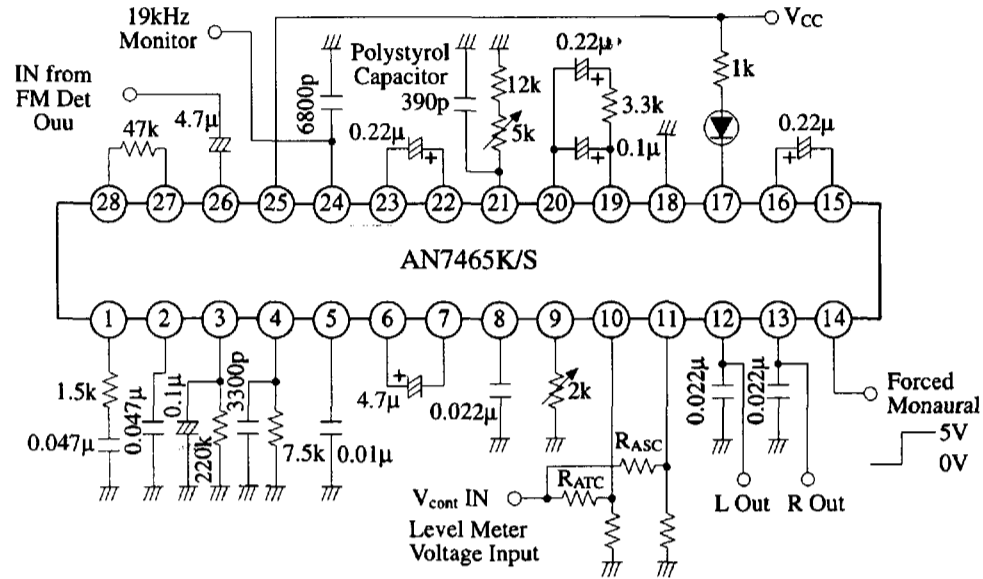 19kHz
Monitor
IN from
FM Det
Ouu
47k
4.7μ
6800p
0.22μ
Polystyrol
Capacitor
390p
12k
5k
0.22μ
3.3k
0.1μ
VCC
1k
0.22μ
28 27 26 25 24 23 22 21 20 19 18 17 16 15
AN7465K/S
1 2 3 4 5 6 7 8 9 10 11 12 13 14
1.5k
0.047μ
0.047μ
0.1μ
220k
3300p
7.5k
0.01μ
4.7μ
0.022μ
2k
RASC
RATC
Vcont IN
Level Meter
Voltage Input
0.022μ
0.022μ
L Out
R Out
Forced
Monaural
5V
0V